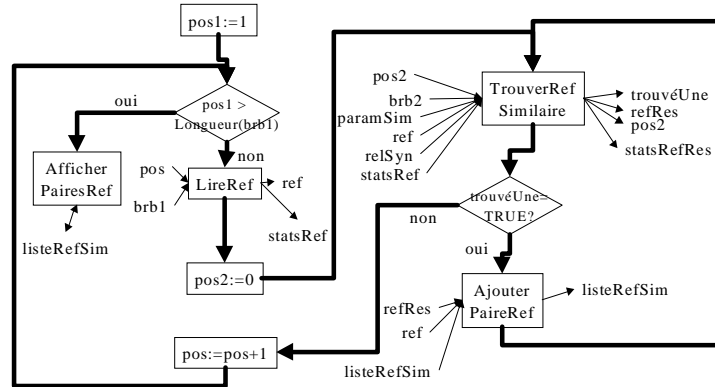 pos1:=1
oui
pos1 >
Longueur(brb1)
non
Afficher
PairesRef
listeRefSim
pos
brb1
LireRef
ref
statsRef
pos2:=0
pos:=pos+1
pos2
brb2
paramSim
ref
relSyn
statsRef
TrouverRef
Similaire
trouvéUne
refRes
pos2
statsRefRes
trouvéUne=
TRUE?
non
oui
Ajouter
PaireRef
refRes
ref
listeRefSim
listeRefSim